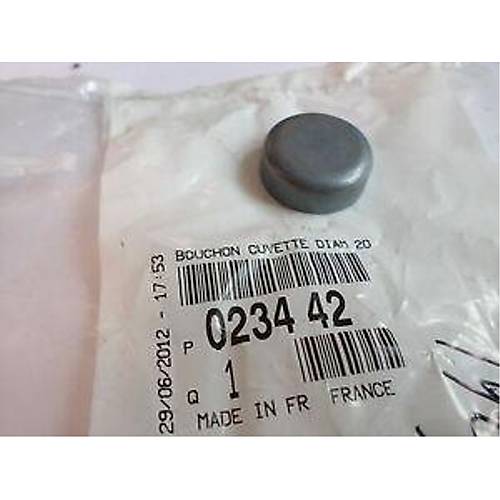 BOUCHON CUVETTE DIAM 20
P 0234 42
Q 1
MADE IN FR FRANCE
29/06/2012 - 17:53